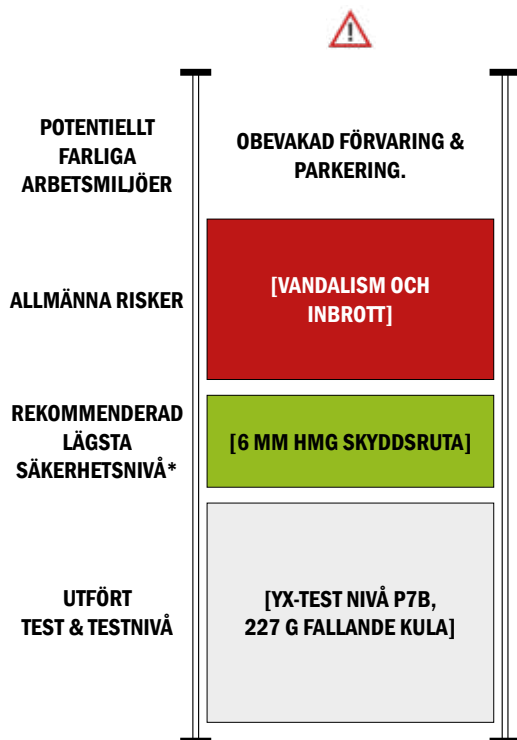 POTENTIELLT
FARLIGA
ARBETSMILJÖER
OBEVAKAD FÖRVARING &
PARKERING.
ALLMÄNNA RISKER
[VANDALISM OCH
INBROTT]
REKOMMENDERAD
LÄGSTA
SÄKERHETSNIVÅ*
[6 MM HMG SKYDDSRUTA]
UTFÖRT
TEST & TESTNIVÅ
[YX-TEST NIVÅ P7B,
227 G FALLANDE KULA]